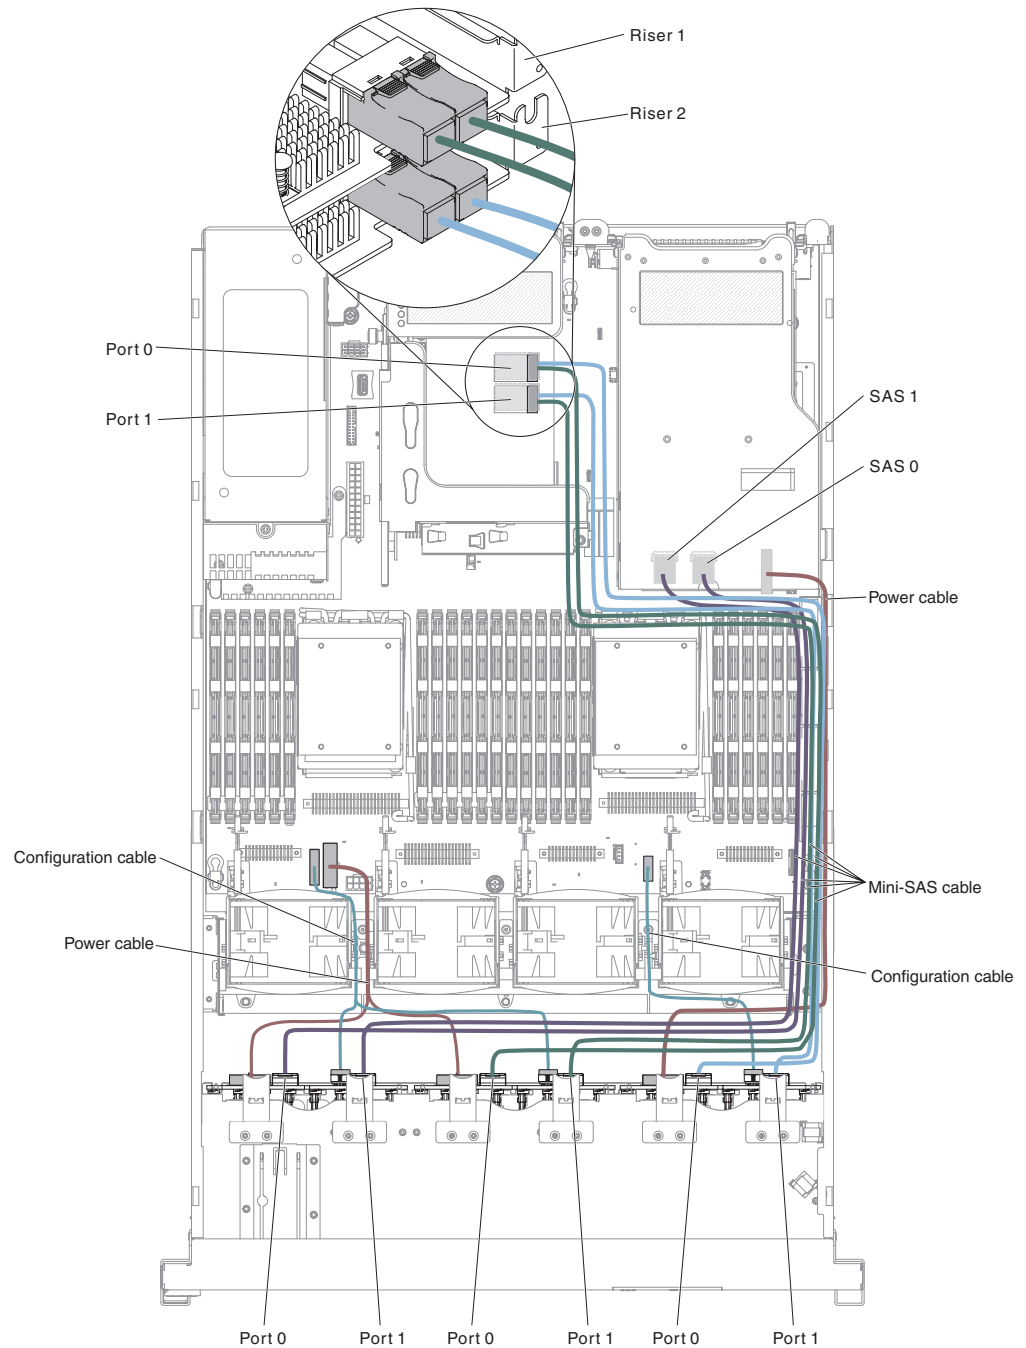 Riser 1
Riser 2
Port 0
Port 1
SAS 1
SAS 0
Power cable
Configuration cable
Mini-SAS cable
Power cable
Configuration cable
Port 0
Port 1
Port 0
Port 1
Port 0
Port 1